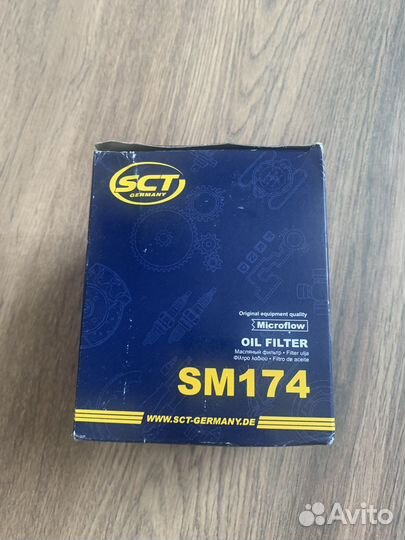 SCT
GERMANY
Original equipment quality
Microflow
OIL FILTER
Масляный фильтр • Filter ulja
Фільтр λαδιού • Filtro de aceite
SM174
WWW.SCT-GERMANY.DE
Avito